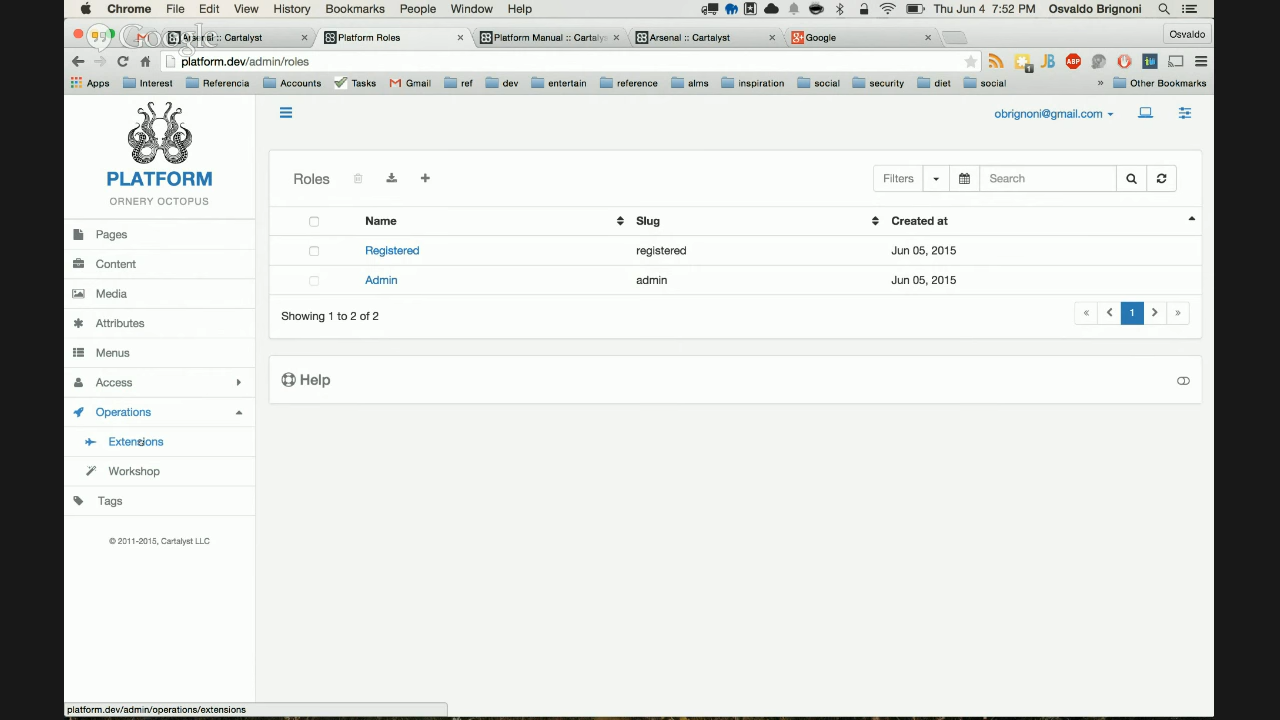 Chrome File Edit View History Bookmarks People Window Help Thu Jun 4 7:52 PM Osvaldo Brignoni
Google
Arsenal :: Cartalyst Platform Roles Platform Manual :: Cartalys Arsenal :: Cartalyst Google Osvaldo
platform.dev/admin/roles
Apps Interest Referencia Accounts Tasks Gmail ref dev entertain reference alms inspiration social security diet social » Other Bookmarks
obrignoni@gmail.com
PLATFORM
ORNERY OCTOPUS
Pages
Content
Media
Attributes
Menus
Access
Operations
Extensions
Workshop
Tags
© 2011-2015, Cartalyst LLC
Roles Filters Search
Name Slug Created at
Registered registered Jun 05, 2015
Admin admin Jun 05, 2015
Showing 1 to 2 of 2 « 1 »
Help
platform.dev/admin/operations/extensions